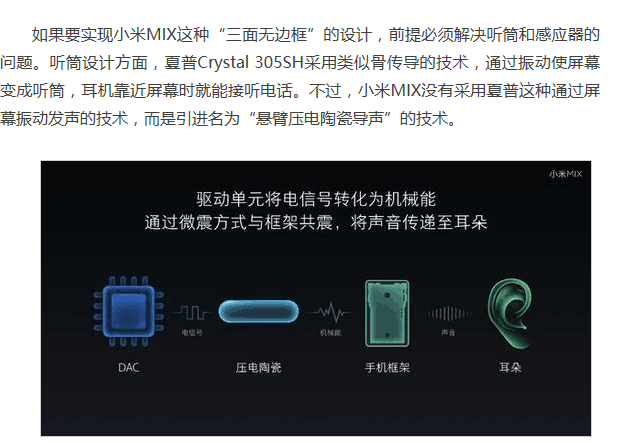 如果要实现小米MIX这种“三面无边框”的设计，前提必须解决听筒和感应器的
问题。听筒设计方面，夏普Crystal 305SH采用类似骨传导的技术，通过振动使屏幕
变成听筒，耳机靠近屏幕时就能接听电话。不过，小米MIX没有采用夏普这种通过屏
幕振动发声的技术，而是引进名为“悬臂压电陶瓷导声”的技术。
小米MIX
驱动单元将电信号转化为机械能
通过微震方式与框架共震，将声音传递至耳朵
电信号
机械能
声音
DAC
压电陶瓷
手机框架
耳朵